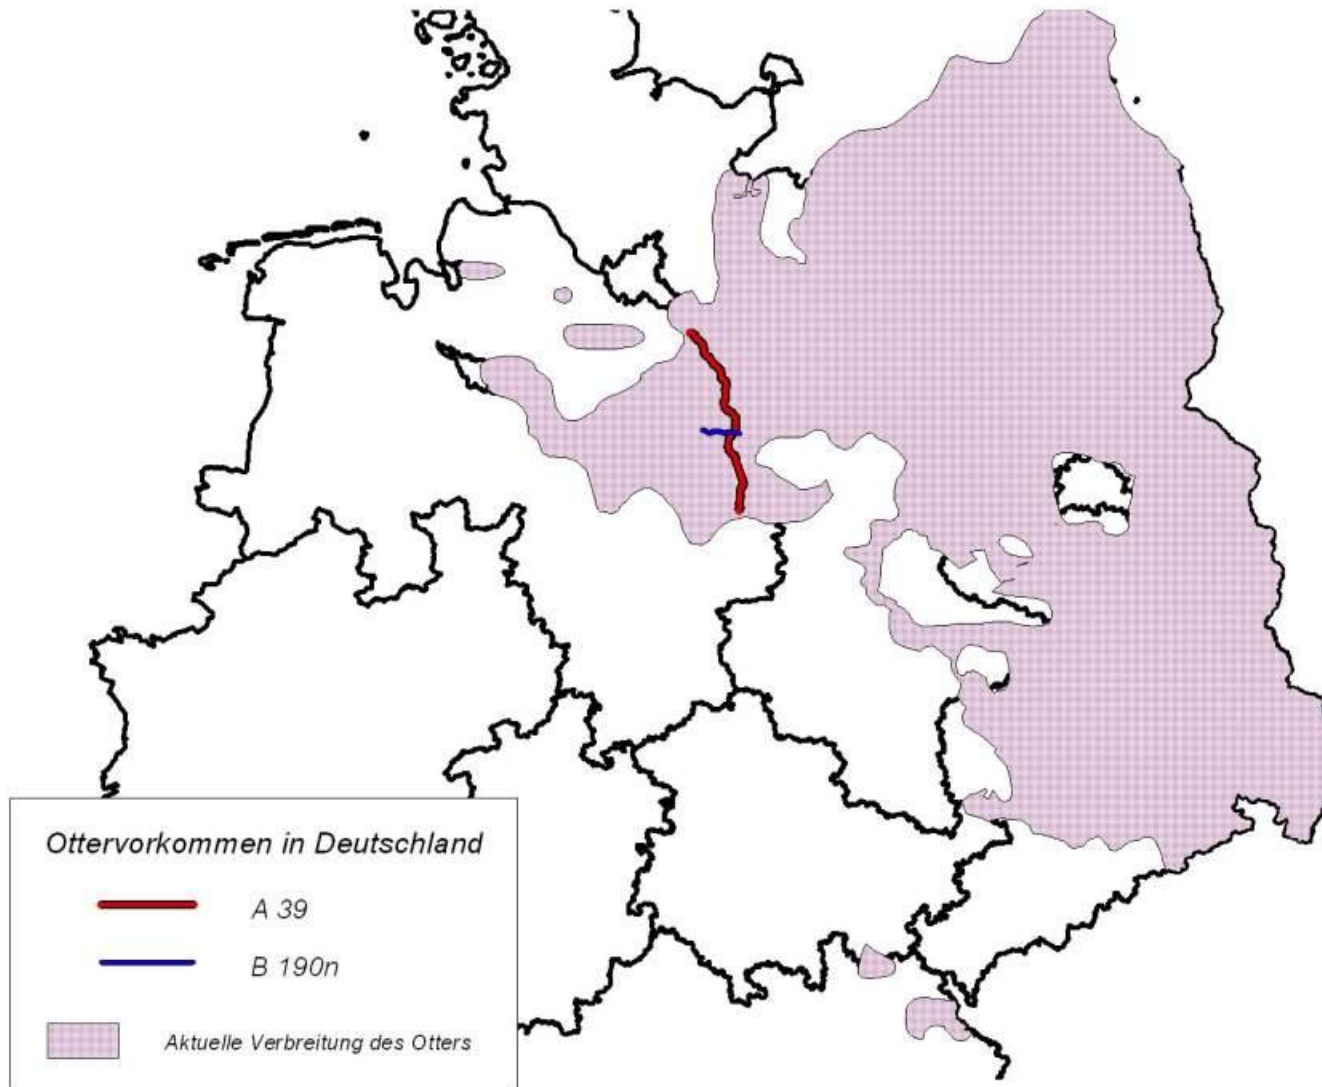 Ottervorkommen in Deutschland
A 39
B 190n
Aktuelle Verbreitung des Otters